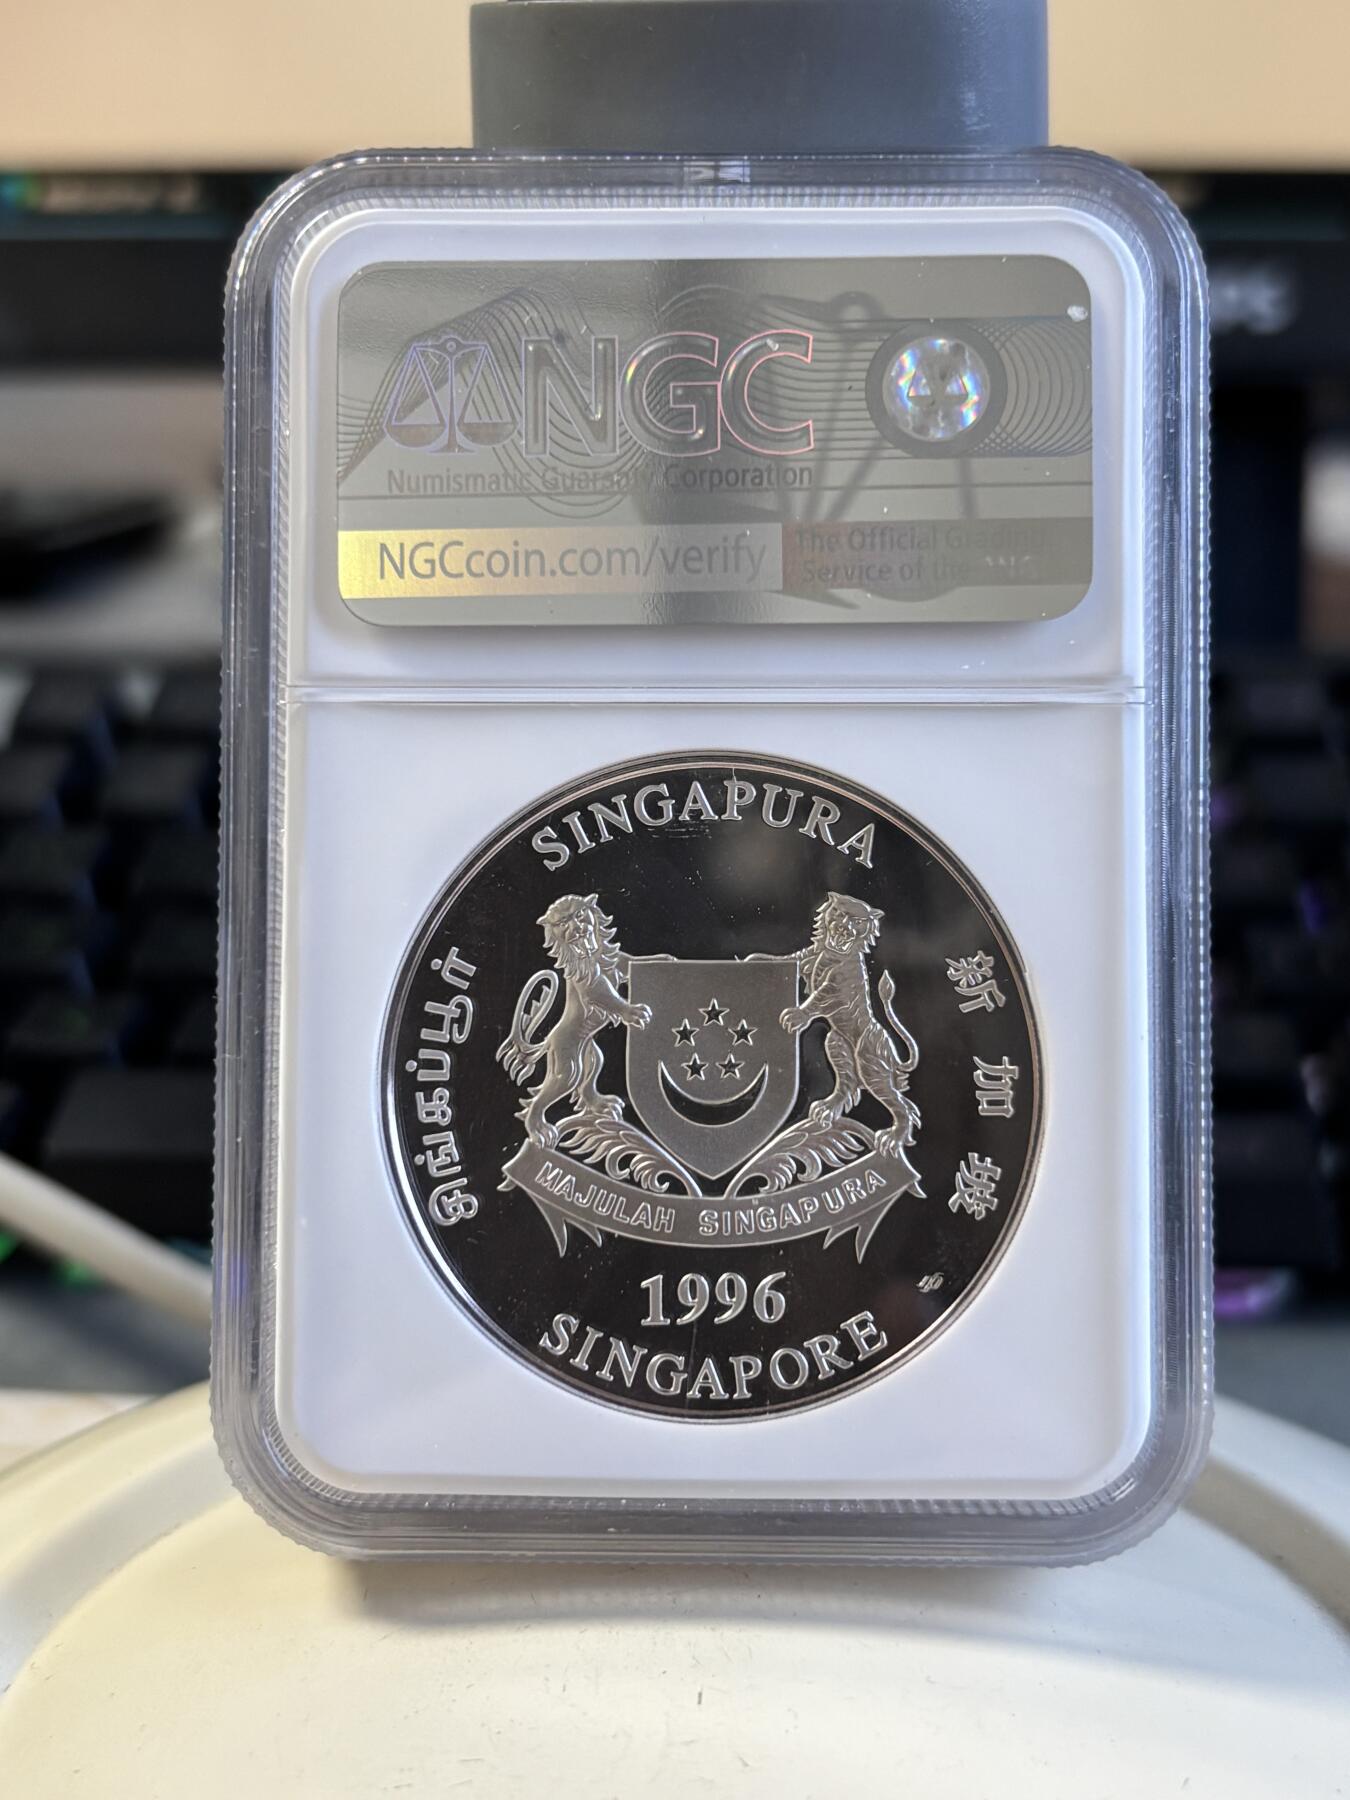 NGC
Numismatic Guaranty Corporation
NGCcoin.com/verify
The Official Grading
Service of the
SINGAPURA
சிங்கப்பூர்
新加坡
MAJULAH SINGAPURA
1996
SINGAPORE